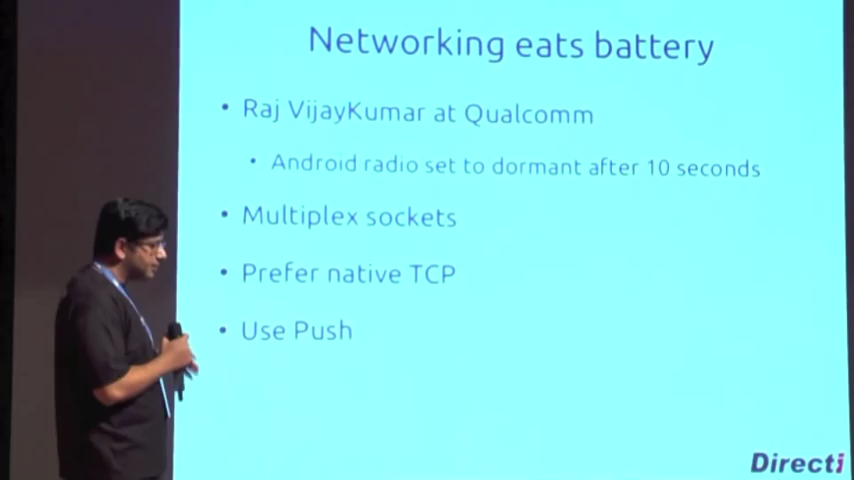 Networking eats battery
• Raj VijayKumar at Qualcomm
• Android radio set to dormant after 10 seconds
• Multiplex sockets
• Prefer native TCP
• Use Push
Directi